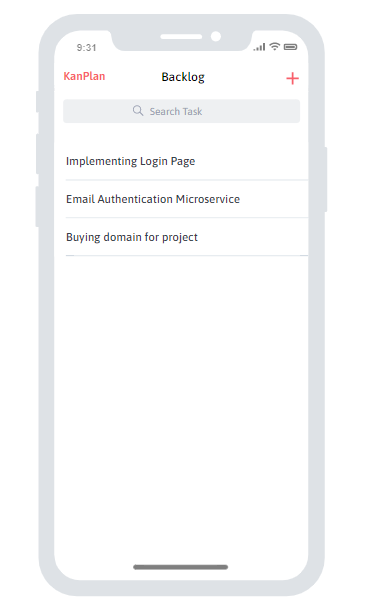 9:31
KanPlan Backlog +
Search Task
Implementing Login Page
Email Authentication Microservice
Buying domain for project